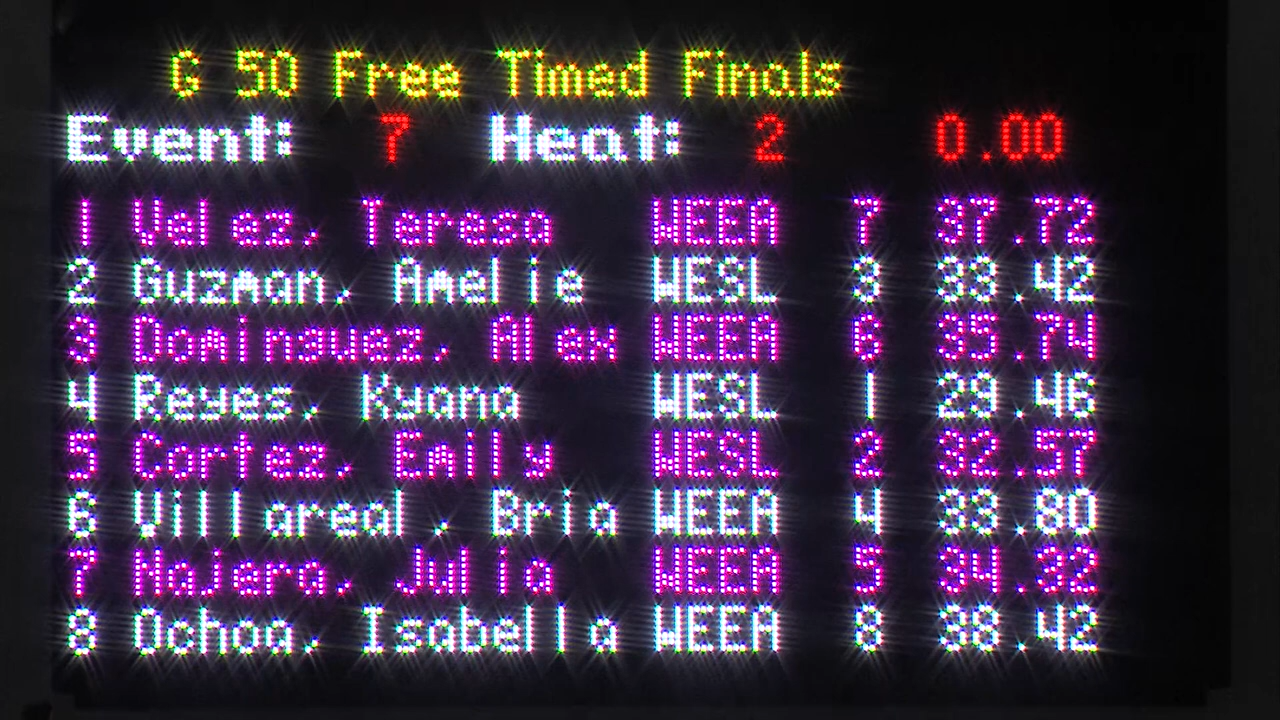 G 50 Free Timed Finals
Event: 7 Heat: 2 0.00
1 Velez, Teresa WEEA 7 37.72
2 Guzman, Amelie WESL 3 33.42
3 Dominguez, Alex WEEA 6 35.74
4 Reyes, Kyana WESL 1 29.46
5 Cortez, Emily WESL 2 32.57
6 Villareal, Bria WEEA 4 33.80
7 Najera, Julia WEEA 5 34.32
8 Ochoa, Isabella WEEA 8 38.42